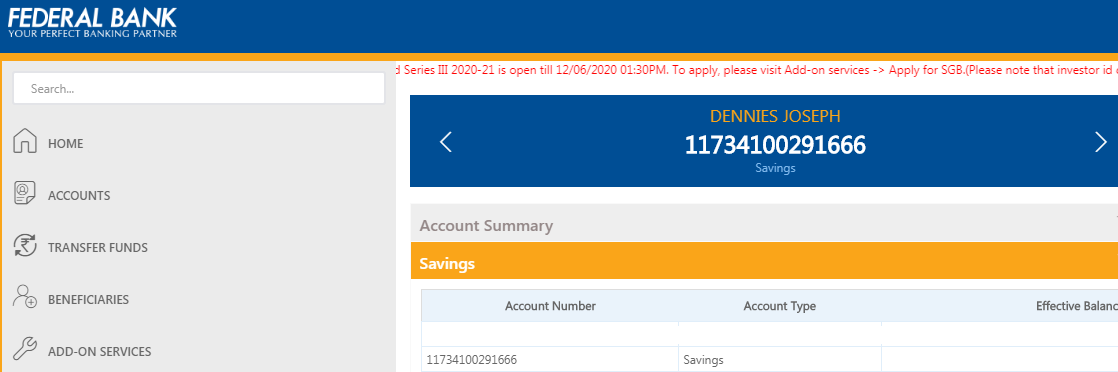 FEDERAL BANK
YOUR PERFECT BANKING PARTNER
Series III 2020-21 is open till 12/06/2020 01:30PM. To apply, please visit Add-on services -> Apply for SGB.(Please note that investor id
Search...
HOME
ACCOUNTS
TRANSFER FUNDS
BENEFICIARIES
ADD-ON SERVICES
DENNIES JOSEPH
11734100291666
Savings
Account Summary
Savings
Account Number Account Type Effective Balanc
11734100291666 Savings